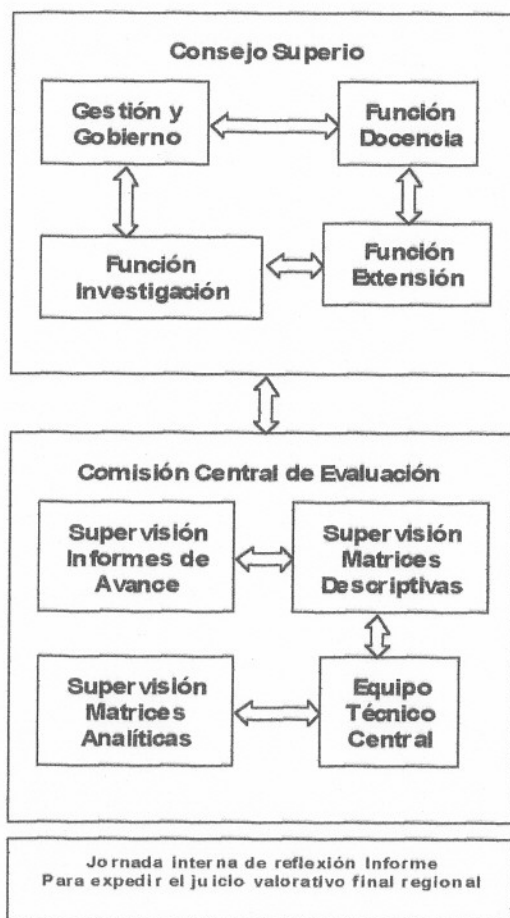 Consejo Superio
Gestión y
Gobierno
Función
Docencia
Función
Investigación
Función
Extensión
Comisión Central de Evaluación
Supervisión
Informes de
Avance
Supervisión
Matrices
Descriptivas
Supervisión
Matrices
Analíticas
Equipo
Técnico
Central
Jornada interna de reflexión Informe
Para expedir el juicio valorativo final regional